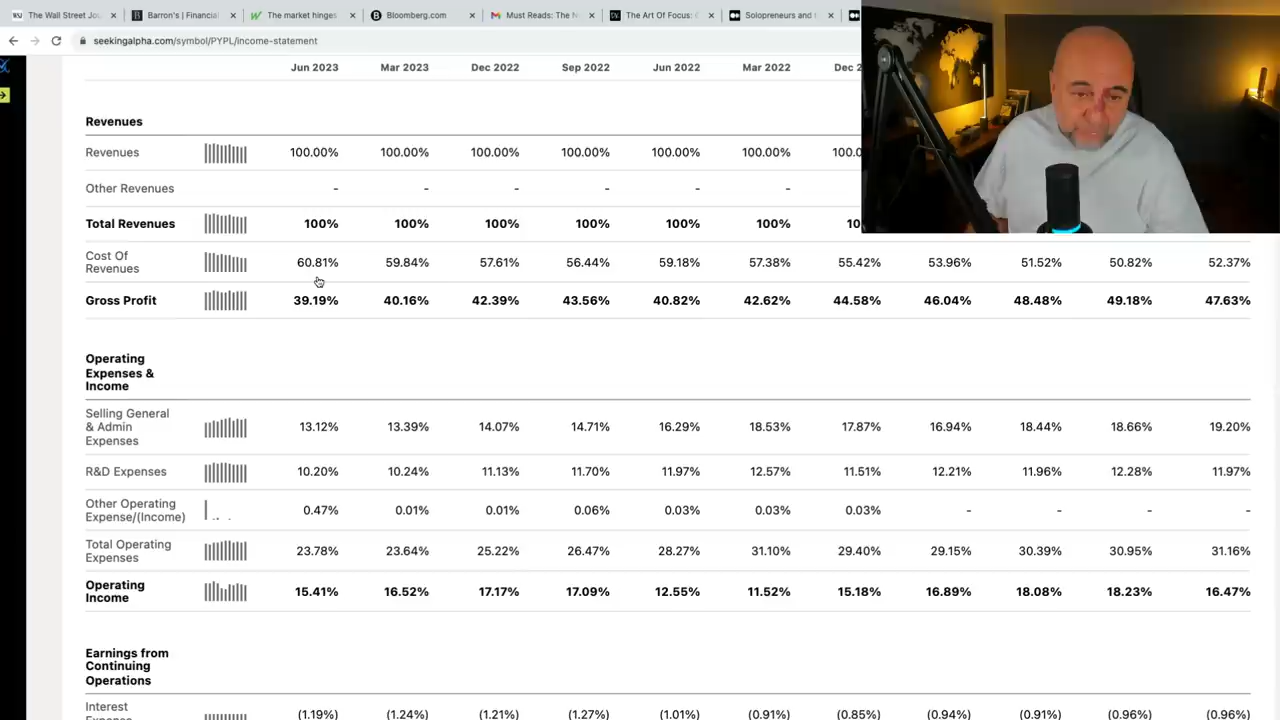 The Wall Street Jou
Barron's | Financial
The market hinges
Bloomberg.com
Must Reads: The N
The Art Of Focus:
Solopreneurs and
seekingalpha.com/symbol/PYPL/income-statement
Jun 2023 Mar 2023 Dec 2022 Sep 2022 Jun 2022 Mar 2022 Dec 2
Revenues
Revenues 100.00% 100.00% 100.00% 100.00% 100.00% 100.00% 100.0
Other Revenues - - - - - -
Total Revenues 100% 100% 100% 100% 100% 100% 10
Cost Of
Revenues 60.81% 59.84% 57.61% 56.44% 59.18% 57.38% 55.42% 53.96% 51.52% 50.82% 52.37%
Gross Profit 39.19% 40.16% 42.39% 43.56% 40.82% 42.62% 44.58% 46.04% 48.48% 49.18% 47.63%
Operating
Expenses &
Income
Selling General
& Admin
Expenses 13.12% 13.39% 14.07% 14.71% 16.29% 18.53% 17.87% 16.94% 18.44% 18.66% 19.20%
R&D Expenses 10.20% 10.24% 11.13% 11.70% 11.97% 12.57% 11.51% 12.21% 11.96% 12.28% 11.97%
Other Operating
Expense/(Income) 0.47% 0.01% 0.01% 0.06% 0.03% 0.03% 0.03% - - - -
Total Operating
Expenses 23.78% 23.64% 25.22% 26.47% 28.27% 31.10% 29.40% 29.15% 30.39% 30.95% 31.16%
Operating
Income 15.41% 16.52% 17.17% 17.09% 12.55% 11.52% 15.18% 16.89% 18.08% 18.23% 16.47%
Earnings from
Continuing
Operations
Interest
(1.19%) (1.24%) (1.21%) (1.27%) (1.01%) (0.91%) (0.85%) (0.94%) (0.91%) (0.96%) (0.96%)